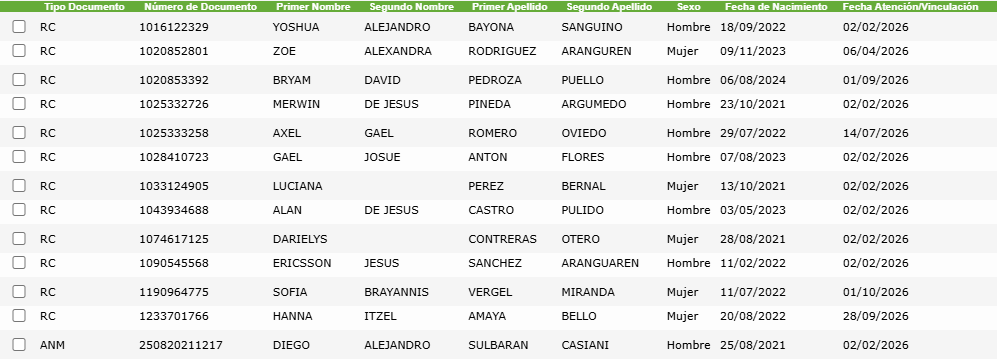 Tipo Documento Número de Documento Primer Nombre Segundo Nombre Primer Apellido Segundo Apellido Sexo Fecha de Nacimiento Fecha Atención/Vinculación
RC 1016122329 YOSHUA ALEJANDRO BAYONA SANGUINO Hombre 18/09/2022 02/02/2026
RC 1020852801 ZOE ALEXANDRA RODRIGUEZ ARANGUREN Mujer 09/11/2023 06/04/2026
RC 1020853392 BRYAM DAVID PEDROZA PUELLO Hombre 06/08/2024 01/09/2026
RC 1025332726 MERWIN DE JESUS PINEDA ARGUMEDO Hombre 23/10/2021 02/02/2026
RC 1025333258 AXEL GAEL ROMERO OVIEDO Hombre 29/07/2022 14/07/2026
RC 1028410723 GAEL JOSUE ANTON FLORES Hombre 07/08/2023 02/02/2026
RC 1033124905 LUCIANA PEREZ BERNAL Mujer 13/10/2021 02/02/2026
RC 1043934688 ALAN DE JESUS CASTRO PULIDO Hombre 03/05/2023 02/02/2026
RC 1074617125 DARIELYS CONTRERAS OTERO Mujer 28/08/2021 02/02/2026
RC 1090545568 ERICSSON JESUS SANCHEZ ARANGUAREN Hombre 11/02/2022 02/02/2026
RC 1190964775 SOFIA BRAYANNIS VERGEL MIRANDA Mujer 11/07/2022 01/10/2026
RC 1233701766 HANNA ITZEL AMAYA BELLO Mujer 20/08/2022 28/09/2026
ANM 250820211217 DIEGO ALEJANDRO SULBARAN CASIANI Hombre 25/08/2021 02/02/2026